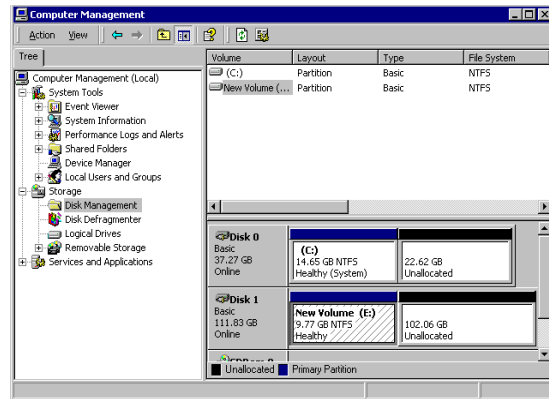 Computer Management
Action View
Tree
Computer Management (Local)
System Tools
Event Viewer
System Information
Performance Logs and Alerts
Shared Folders
Device Manager
Local Users and Groups
Storage
Disk Management
Disk Defragmenter
Logical Drives
Removable Storage
Services and Applications
Volume Layout Type File System
(C:) Partition Basic NTFS
New Volume (... Partition Basic NTFS
Disk 0
Basic
37.27 GB
Online
(C:)
14.65 GB NTFS
Healthy (System)
22.62 GB
Unallocated
Disk 1
Basic
111.83 GB
Online
New Volume (E:)
9.77 GB NTFS
Healthy
102.06 GB
Unallocated
Unallocated Primary Partition